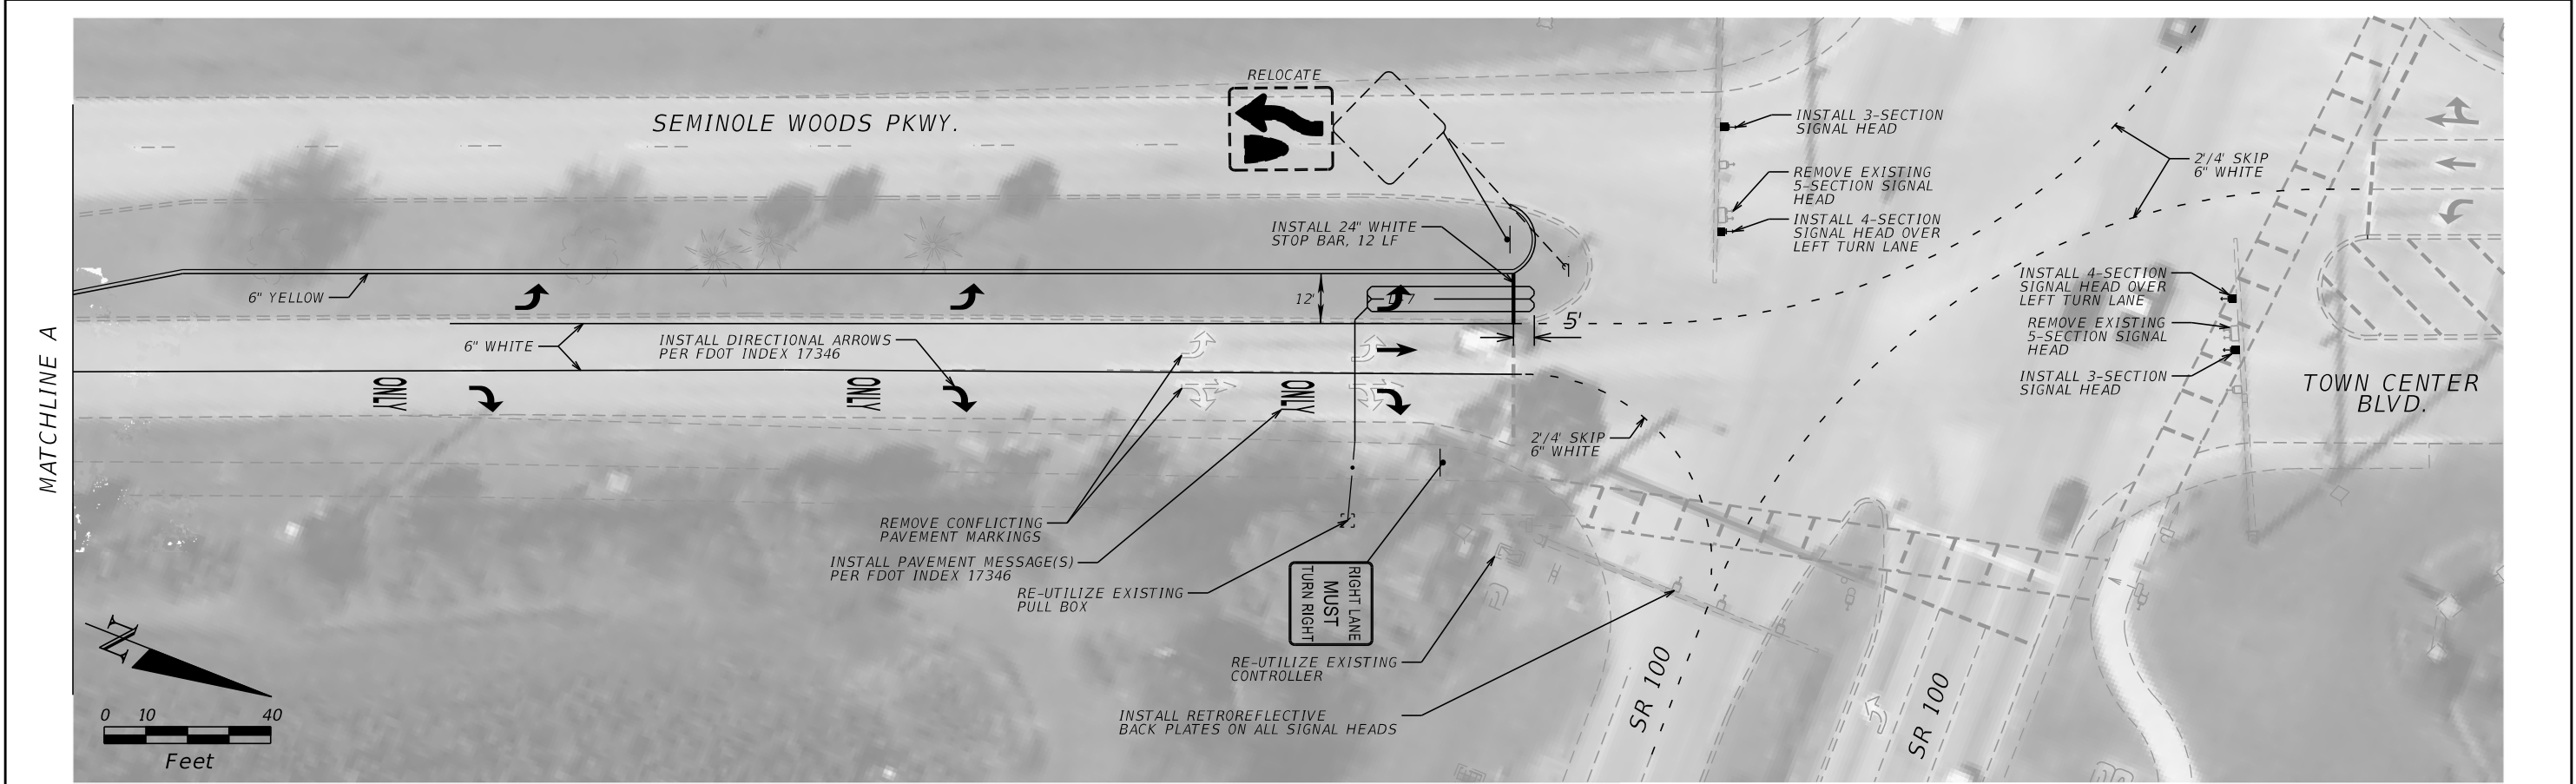 RELOCATE
SEMINOLE WOODS PKWY.
INSTALL 3-SECTION
SIGNAL HEAD
REMOVE EXISTING
5-SECTION SIGNAL
HEAD
INSTALL 4-SECTION
SIGNAL HEAD OVER
LEFT TURN LANE
2'/4' SKIP
6" WHITE
INSTALL 24" WHITE
STOP BAR, 12 LF
6" YELLOW
12'
5'
INSTALL 4-SECTION
SIGNAL HEAD OVER
LEFT TURN LANE
REMOVE EXISTING
5-SECTION SIGNAL
HEAD
INSTALL 3-SECTION
SIGNAL HEAD
TOWN CENTER
BLVD.
MATCHLINE A
6" WHITE
INSTALL DIRECTIONAL ARROWS
PER FDOT INDEX 17346
ONLY
ONLY
ONLY
2'/4' SKIP
6" WHITE
REMOVE CONFLICTING
PAVEMENT MARKINGS
INSTALL PAVEMENT MESSAGE(S)
PER FDOT INDEX 17346
RE-UTILIZE EXISTING
PULL BOX
RIGHT LANE
MUST
TURN RIGHT
RE-UTILIZE EXISTING
CONTROLLER
INSTALL RETROREFLECTIVE
BACK PLATES ON ALL SIGNAL HEADS
SR 100
SR 100
N
0 10 40
Feet